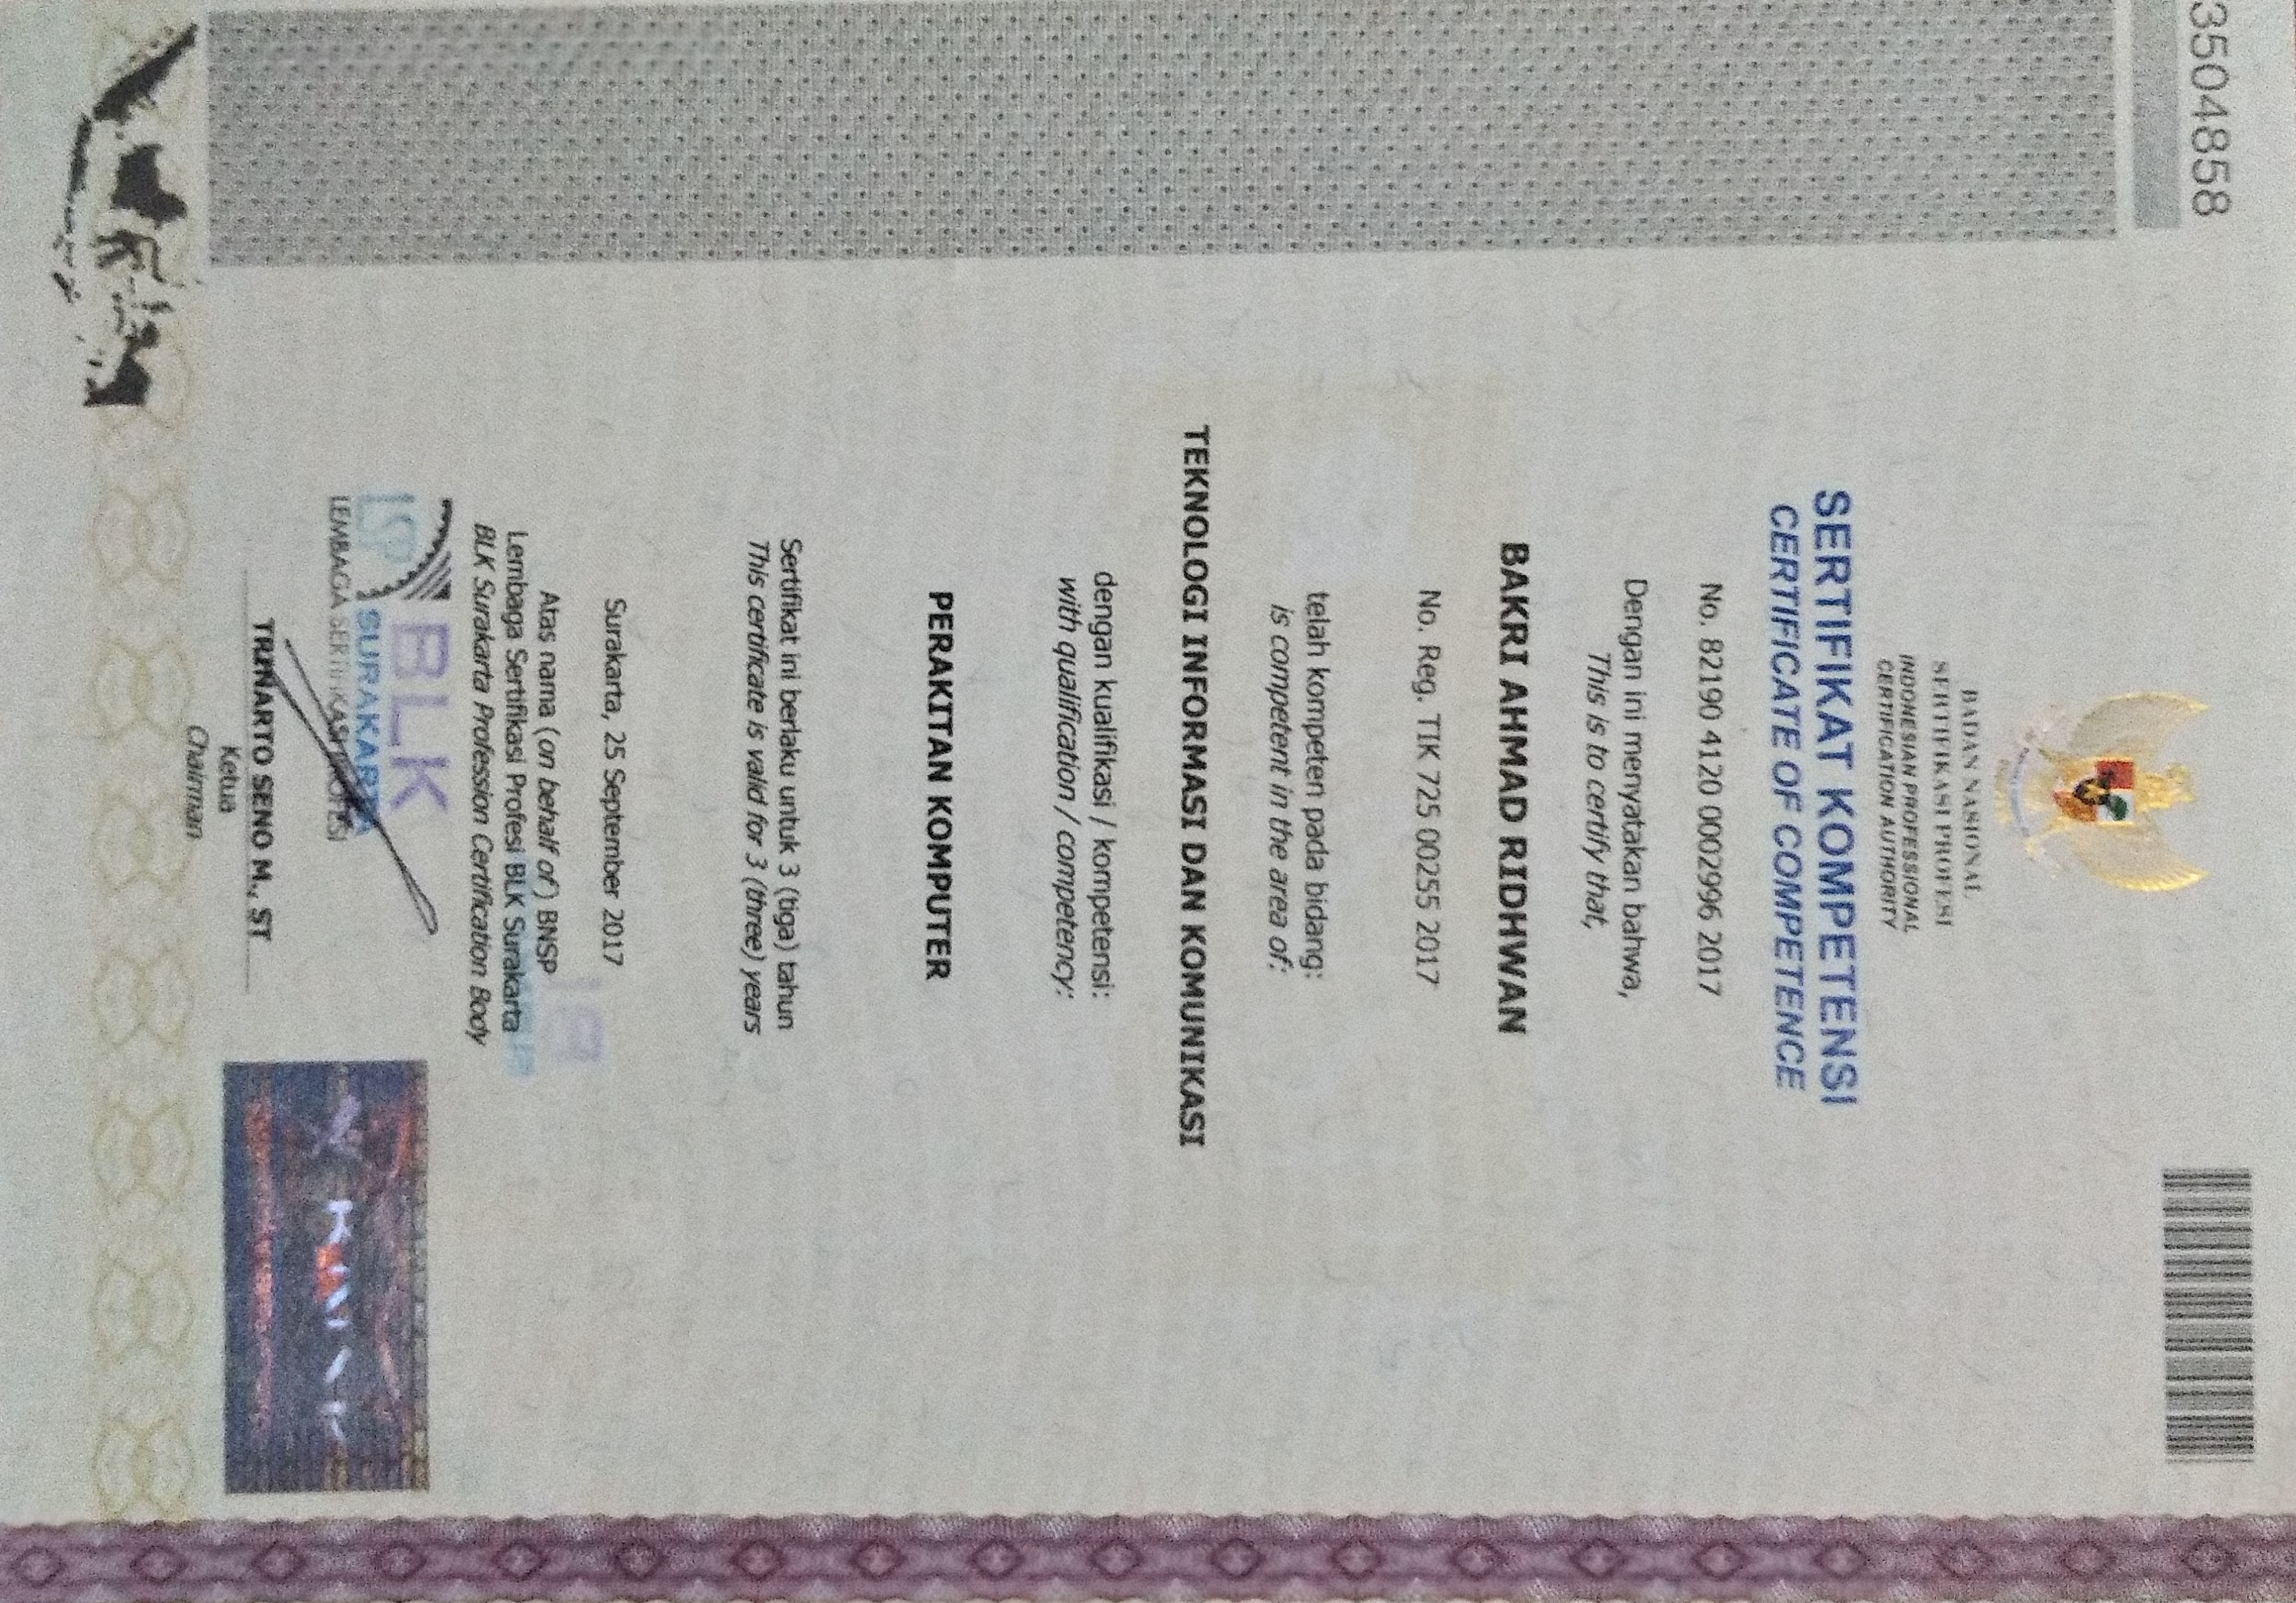 3504858
BADAN NASIONAL
SERTIFIKASI PROFESI
INDONESIAN PROFESSIONAL
CERTIFICATION AUTHORITY
SERTIFIKAT KOMPETENSI
CERTIFICATE OF COMPETENCE
No. 82190 4120 0002996 2017
Dengan ini menyatakan bahwa,
This is to certify that,
BAKRI AHMAD RIDHWAN
No. Reg. TIK 725 00255 2017
telah kompeten pada bidang:
is competent in the area of:
TEKNOLOGI INFORMASI DAN KOMUNIKASI
dengan kualifikasi / kompetensi:
with qualification / competency:
PERAKITAN KOMPUTER
Sertifikat ini berlaku untuk 3 (tiga) tahun
This certificate is valid for 3 (three) years
Surakarta, 25 September 2017
Atas nama (on behalf of) BNSP
Lembaga Sertifikasi Profesi BLK Surakarta
BLK Surakarta Profession Certification Body
BLK
SURAKARTA
LEMBAGA SERTIFIKASI PROFESI
TRINARTO SENO M., ST
Ketua
Chairman